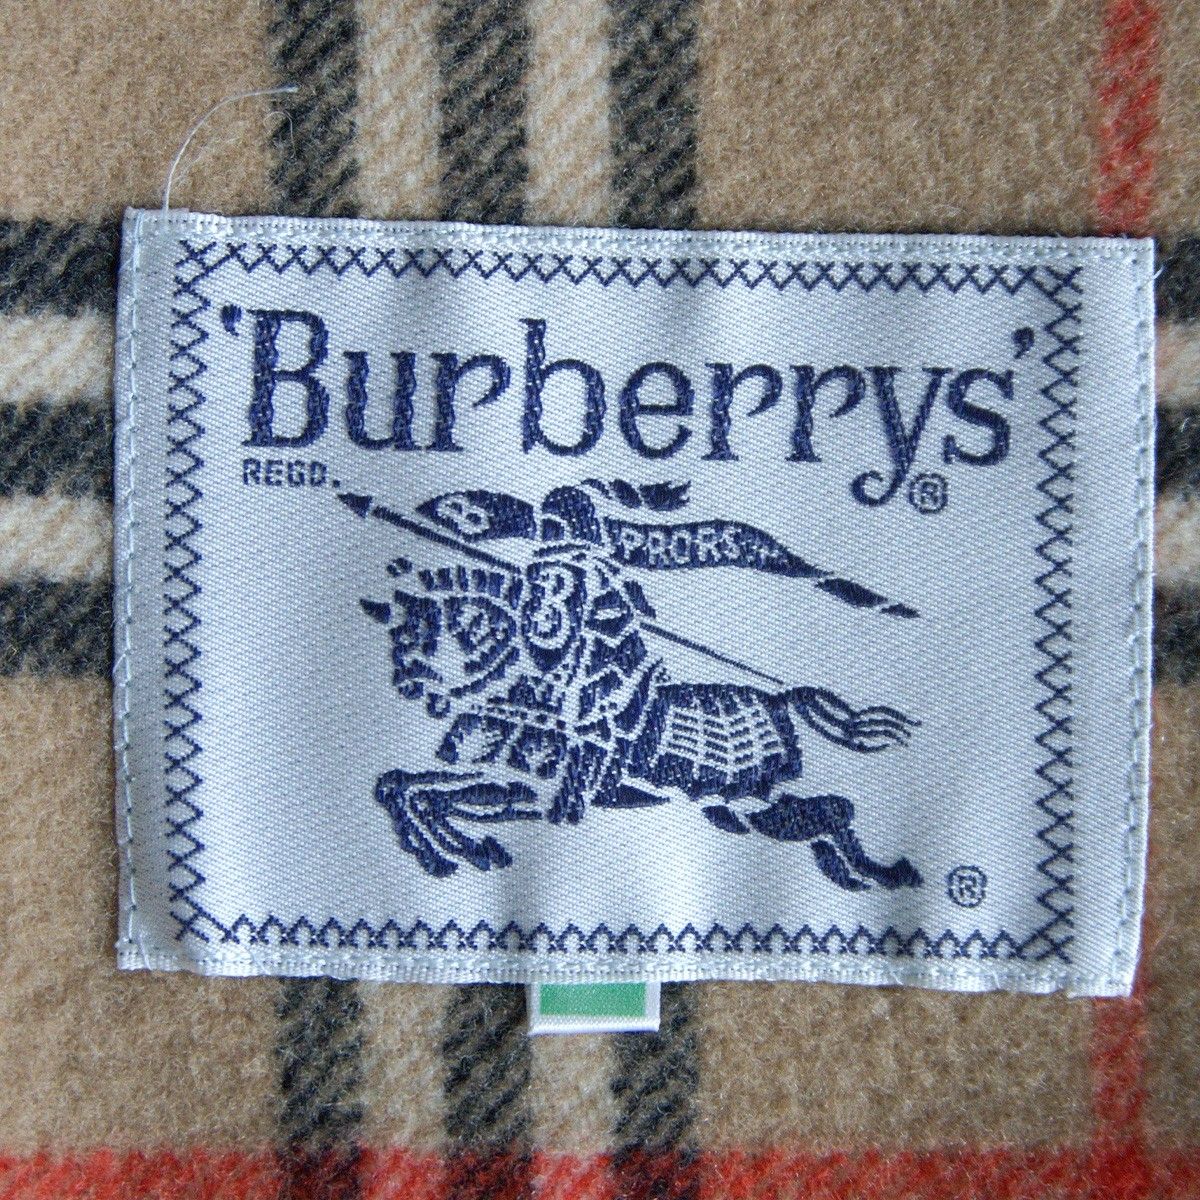 'Burberrys'
REGD. ®
B PRORSUM
B
®